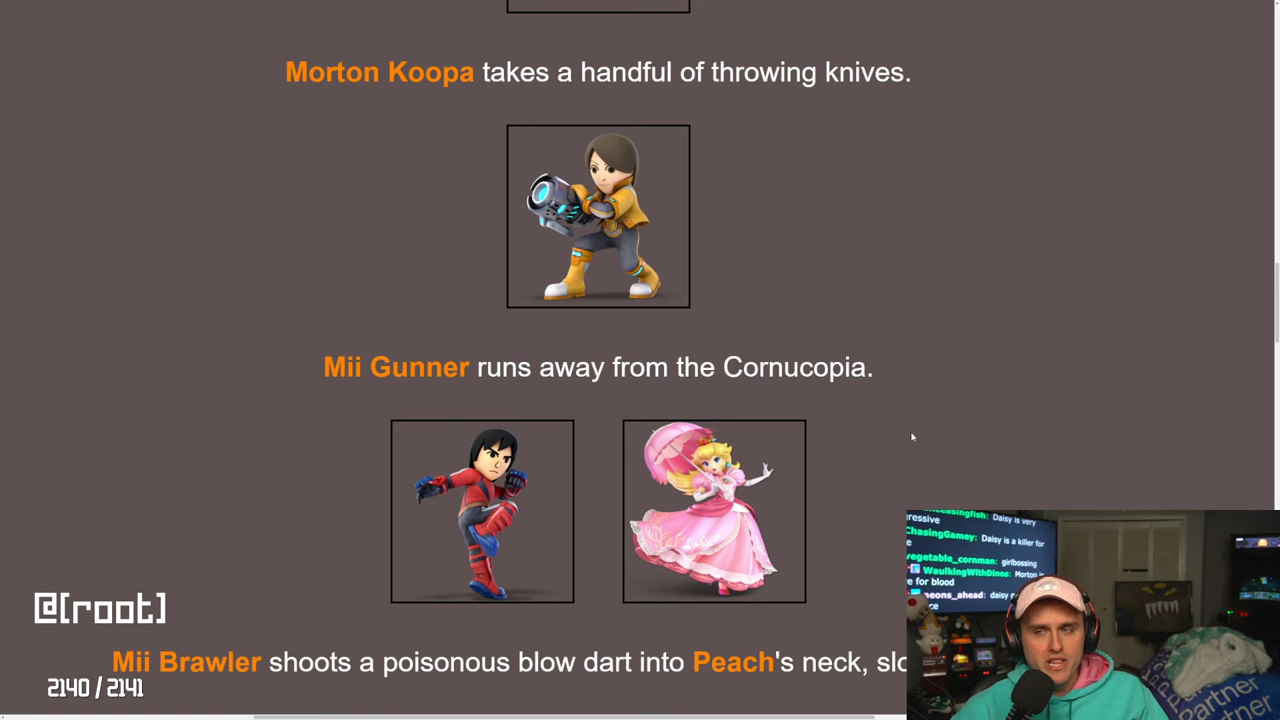 Morton Koopa takes a handful of throwing knives.
Mii Gunner runs away from the Cornucopia.
Daisy is very
gressive
ChasingGamey: Daisy is a killer for
vegetable_cornman: girlbossing
WaulkingWithDinos: Morton
e for blood
@[root]
Mii Brawler shoots a poisonous blow dart into Peach's neck, slo
2140 / 2141
Partner